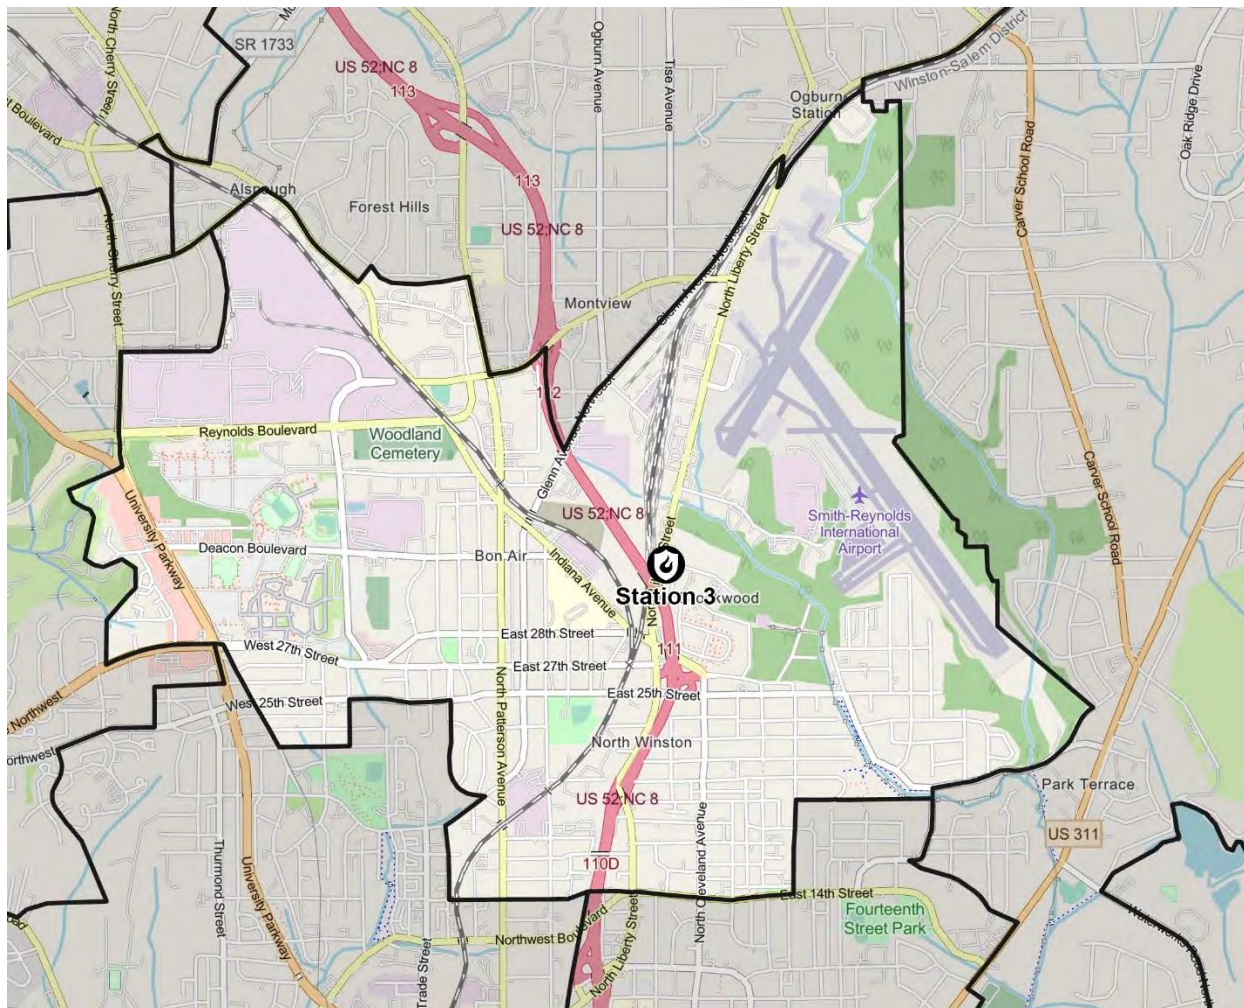 North Cherry Street
SR 1733
US 52;NC 8
113
Ogburn Avenue
Tise Avenue
Winston-Salem District
Ogburn
Station
Oak Ridge Drive
Carver School Road
Boulevard
113
Alspaugh
Forest Hills
US 52;NC 8
North Cherry Street
North Liberty Street
Montview
Glenn Avenue Northeast
112
Reynolds Boulevard
Woodland
Cemetery
Glenn Avenue Northeast
Carver School Road
University Parkway
US 52;NC 8
Smith-Reynolds
International
Airport
Deacon Boulevard
Bon Air
Indiana Avenue
Station 3
East 28th Street
West 27th Street
111
East 27th Street
Northwest
West 25th Street
East 25th Street
North Patterson Avenue
North Winston
Park Terrace
US 52;NC 8
US 311
Thurmond Street
University Parkway
110D
North Cleveland Avenue
East 14th Street
Fourteenth
Street Park
Northwest Boulevard
North Liberty Street
Trade Street